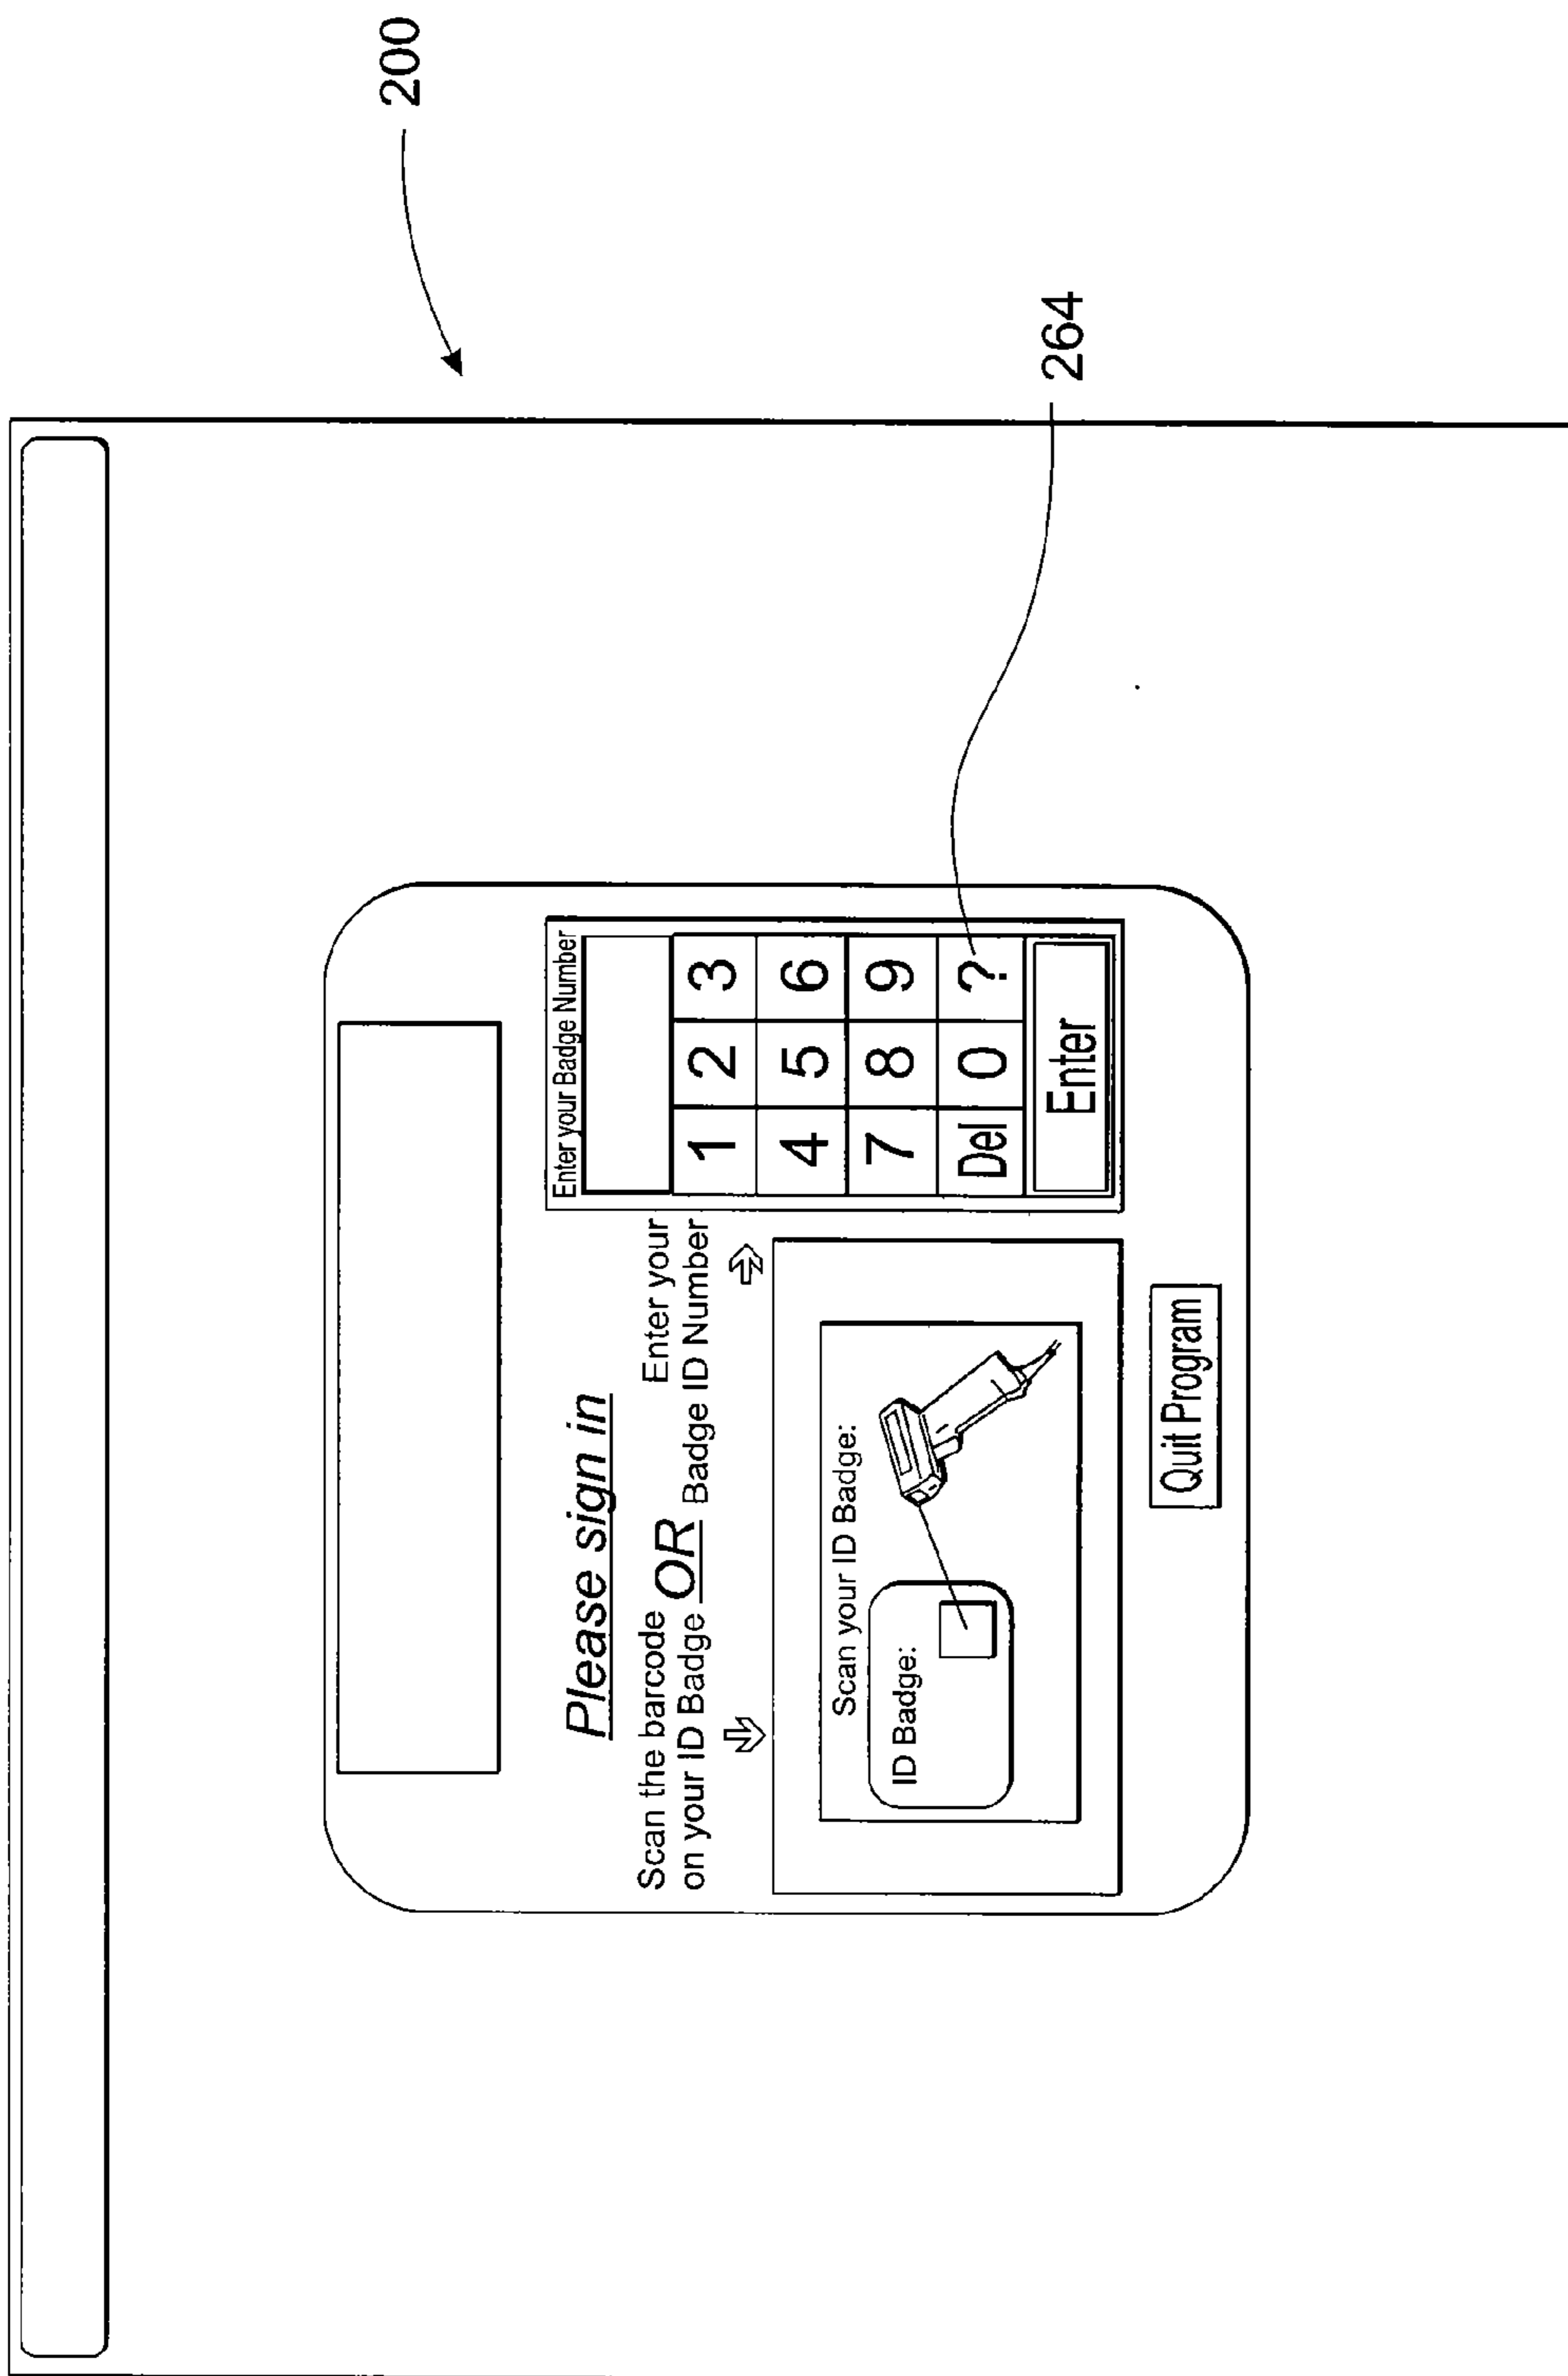 200
Please sign in
Scan the barcode
on your ID Badge
OR
Enter your
Badge ID Number
Enter your Badge Number
1 2 3
4 5 6
7 8 9
Del 0 ?
Enter
264
Scan your ID Badge:
ID Badge:
Quit Program